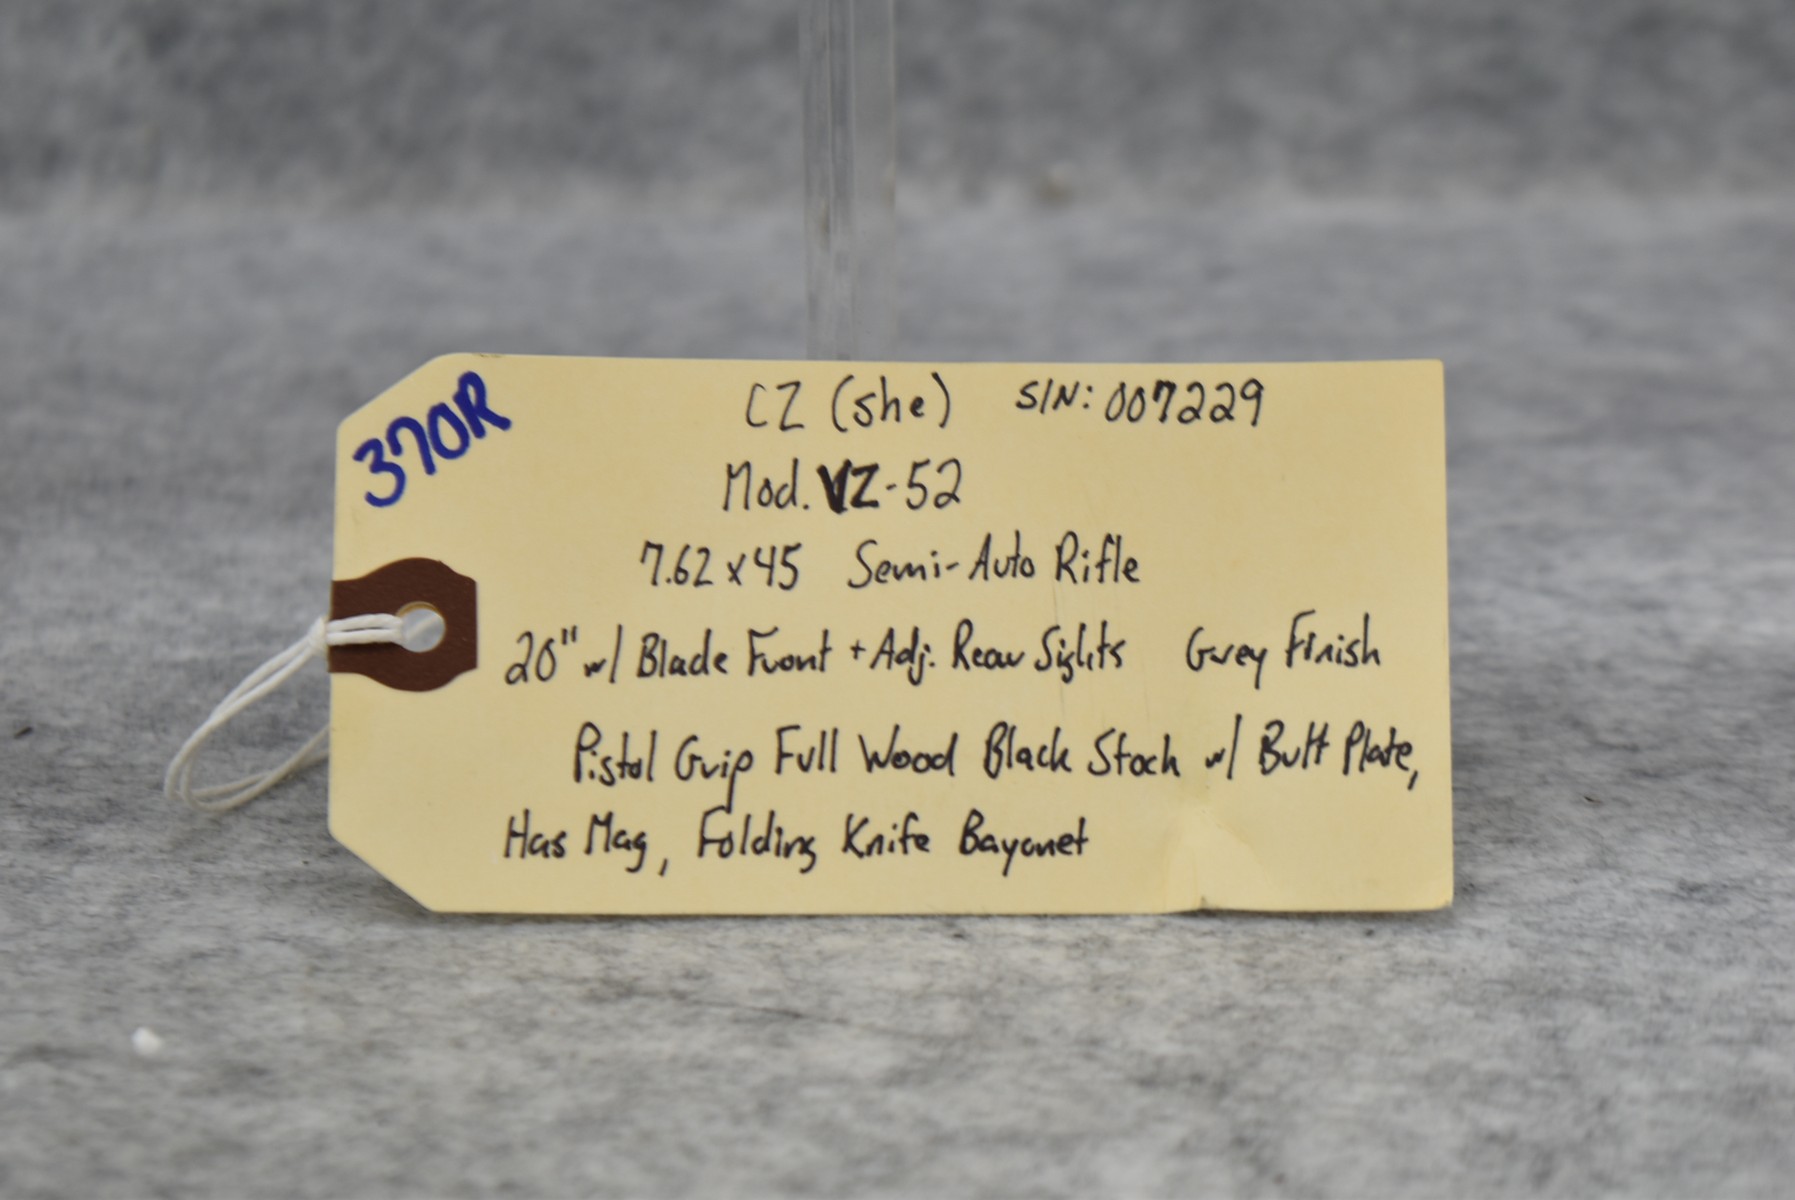 370R
CZ (she) S/N: 007229
Mod. VZ-52
7.62x45 Semi-Auto Rifle
20" w/ Blade Front + Adj. Rear Sights Grey Finish
Pistol Grip Full Wood Black Stock w/ Butt Plate,
Has Mag, Folding Knife Bayonet